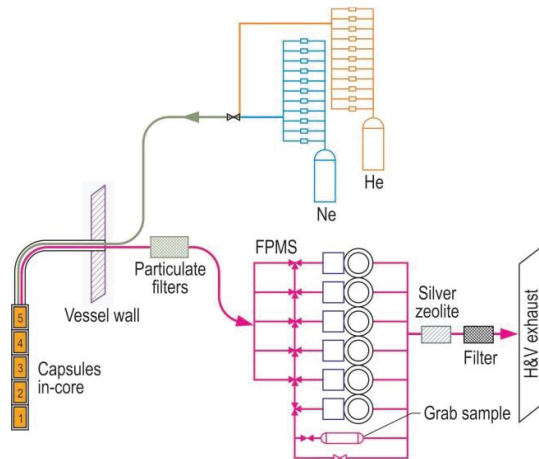 He
Ne
FPMS
Particulate
filters
Vessel wall
Silver
zeolite
H&V exhaust
Filter
5
4
3
2
1
Capsules
in-core
Grab sample